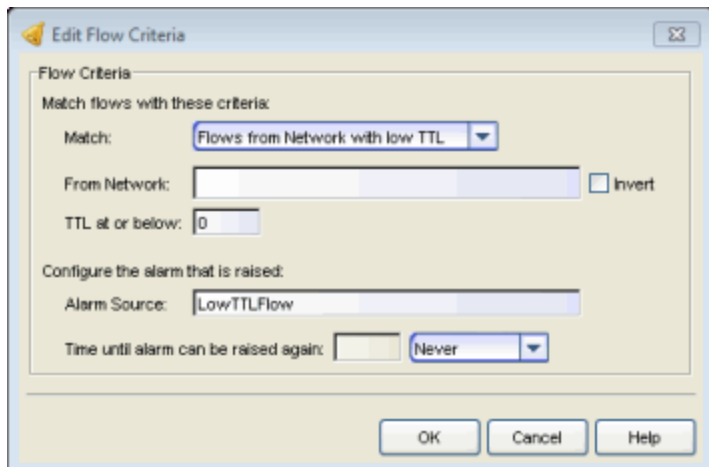 Edit Flow Criteria
Flow Criteria
Match flows with these criteria:
Match: Flows from Network with low TTL
From Network: Invert
TTL at or below: 0
Configure the alarm that is raised:
Alarm Source: LowTTLFlow
Time until alarm can be raised again: Never
OK Cancel Help